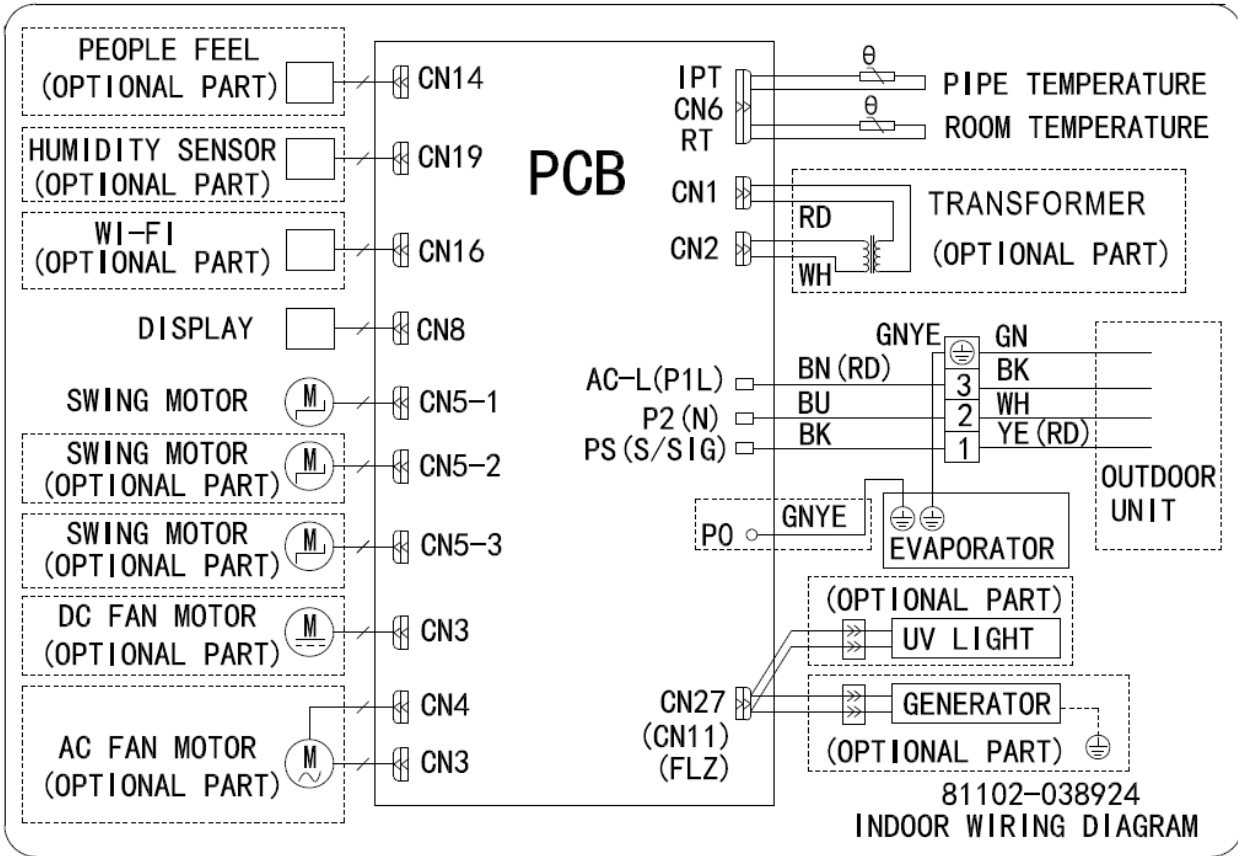 PEOPLE FEEL
(OPTIONAL PART)
CN14
HUMIDITY SENSOR
(OPTIONAL PART)
CN19
WI-FI
(OPTIONAL PART)
CN16
DISPLAY
CN8
SWING MOTOR
M
CN5-1
SWING MOTOR
(OPTIONAL PART)
M
CN5-2
SWING MOTOR
(OPTIONAL PART)
M
CN5-3
DC FAN MOTOR
(OPTIONAL PART)
M
CN3
AC FAN MOTOR
(OPTIONAL PART)
M
CN4
CN3
PCB
IPT
CN6
RT
θ
PIPE TEMPERATURE
θ
ROOM TEMPERATURE
CN1
CN2
RD
WH
TRANSFORMER
(OPTIONAL PART)
GNYE
GN
AC-L(P1L)
BN(RD)
3
BK
P2(N)
BU
2
WH
PS(S/SIG)
BK
1
YE(RD)
OUTDOOR
UNIT
P0
GNYE
EVAPORATOR
(OPTIONAL PART)
UV LIGHT
CN27
(CN11)
(FLZ)
GENERATOR
(OPTIONAL PART)
81102-038924
INDOOR WIRING DIAGRAM